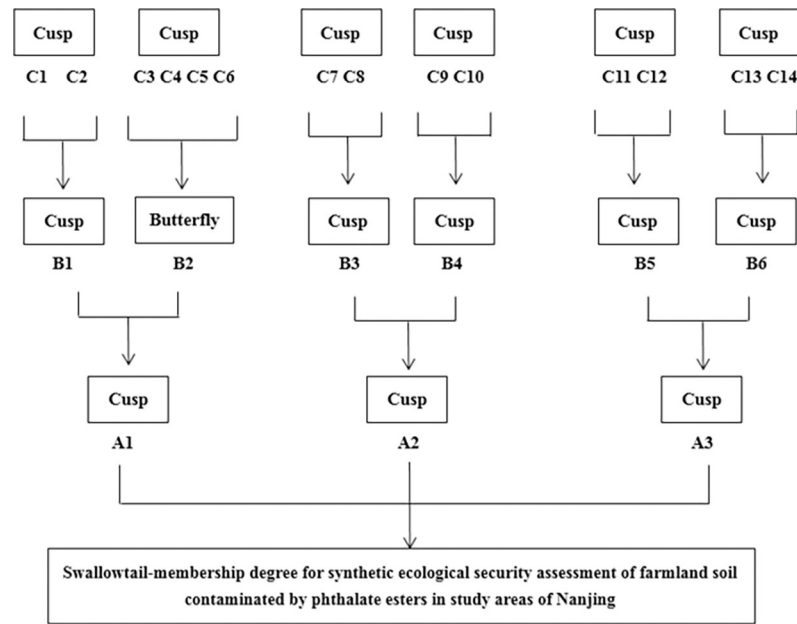 Cusp Cusp Cusp Cusp Cusp Cusp
C1 C2 C3 C4 C5 C6 C7 C8 C9 C10 C11 C12 C13 C14
Cusp Butterfly Cusp Cusp Cusp Cusp
B1 B2 B3 B4 B5 B6
Cusp Cusp Cusp
A1 A2 A3
Swallowtail-membership degree for synthetic ecological security assessment of farmland soil
contaminated by phthalate esters in study areas of Nanjing